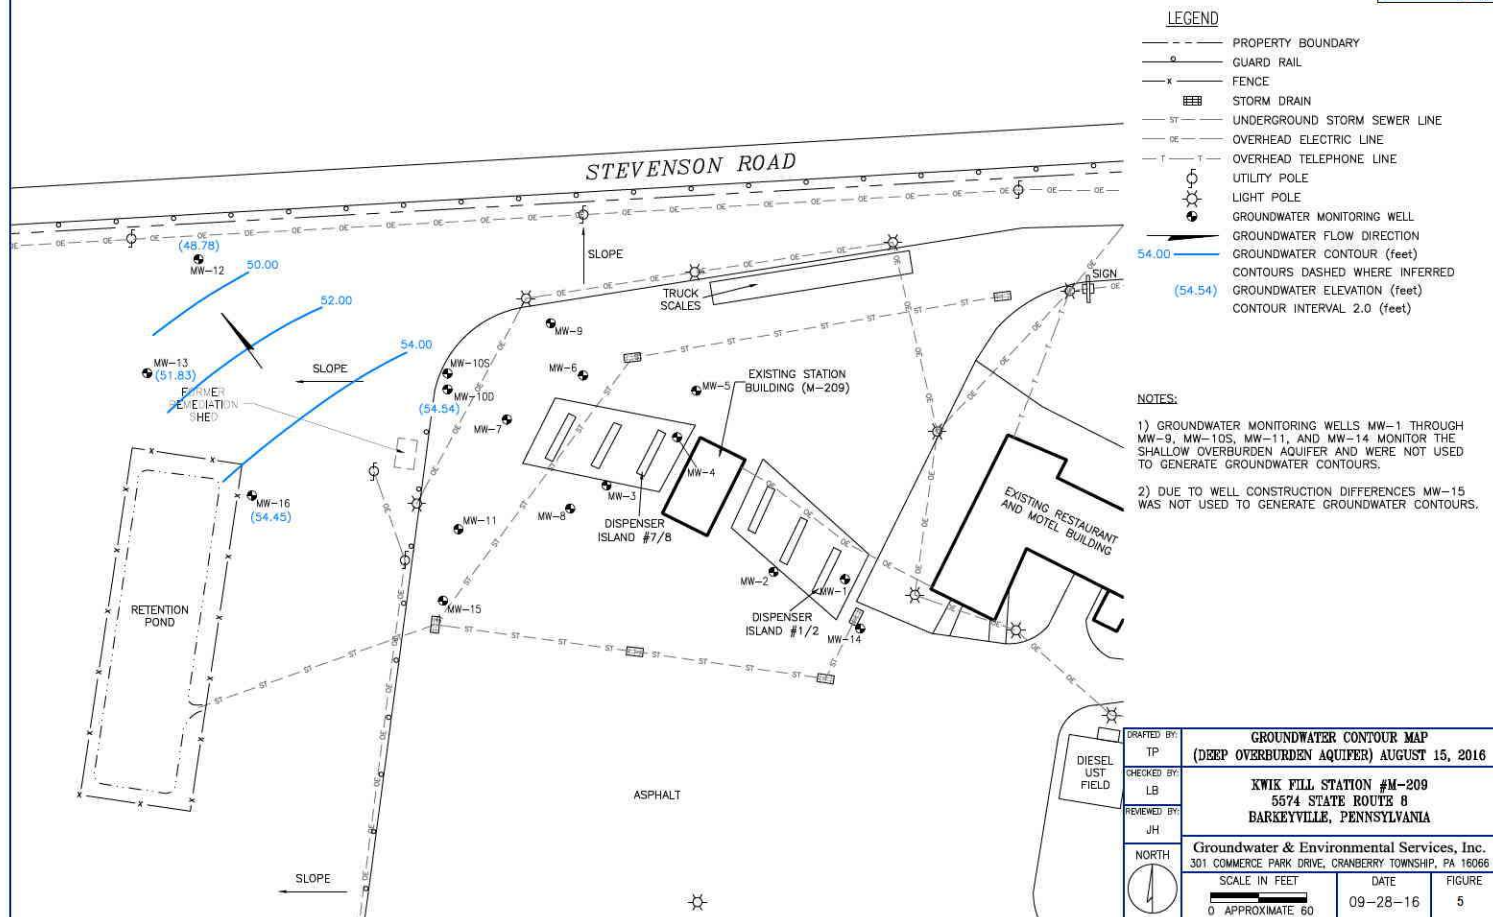 LEGEND
PROPERTY BOUNDARY
GUARD RAIL
FENCE
STORM DRAIN
UNDERGROUND STORM SEWER LINE
OVERHEAD ELECTRIC LINE
OVERHEAD TELEPHONE LINE
UTILITY POLE
LIGHT POLE
GROUNDWATER MONITORING WELL
GROUNDWATER FLOW DIRECTION
54.00 GROUNDWATER CONTOUR (feet)
CONTOURS DASHED WHERE INFERRED
(54.54) GROUNDWATER ELEVATION (feet)
CONTOUR INTERVAL 2.0 (feet)
STEVENSON ROAD
(48.78)
MW-12
50.00
52.00
54.00
MW-13
(51.83)
FORMER
REMEDIATION
SHED
SLOPE
SLOPE
TRUCK
SCALES
SIGN
MW-9
MW-6
MW-10S
MW-10D
(54.54)
MW-7
MW-5
EXISTING STATION
BUILDING (M-209)
MW-4
MW-3
MW-8
MW-11
MW-16
(54.45)
DISPENSER
ISLAND #7/8
EXISTING RESTAURANT
AND MOTEL BUILDING
MW-2
MW-1
DISPENSER
ISLAND #1/2
MW-14
MW-15
RETENTION
POND
ASPHALT
SLOPE
DIESEL
UST
FIELD
NOTES:
1) GROUNDWATER MONITORING WELLS MW-1 THROUGH
MW-9, MW-10S, MW-11, AND MW-14 MONITOR THE
SHALLOW OVERBURDEN AQUIFER AND WERE NOT USED
TO GENERATE GROUNDWATER CONTOURS.
2) DUE TO WELL CONSTRUCTION DIFFERENCES MW-15
WAS NOT USED TO GENERATE GROUNDWATER CONTOURS.
DRAFTED BY:
TP
CHECKED BY:
LB
REVIEWED BY:
JH
NORTH
GROUNDWATER CONTOUR MAP
(DEEP OVERBURDEN AQUIFER) AUGUST 15, 2016
KWIK FILL STATION #M-209
5574 STATE ROUTE 8
BARKEYVILLE, PENNSYLVANIA
Groundwater & Environmental Services, Inc.
301 COMMERCE PARK DRIVE, CRANBERRY TOWNSHIP, PA 16066
SCALE IN FEET
0 APPROXIMATE 60
DATE
09-28-16
FIGURE
5